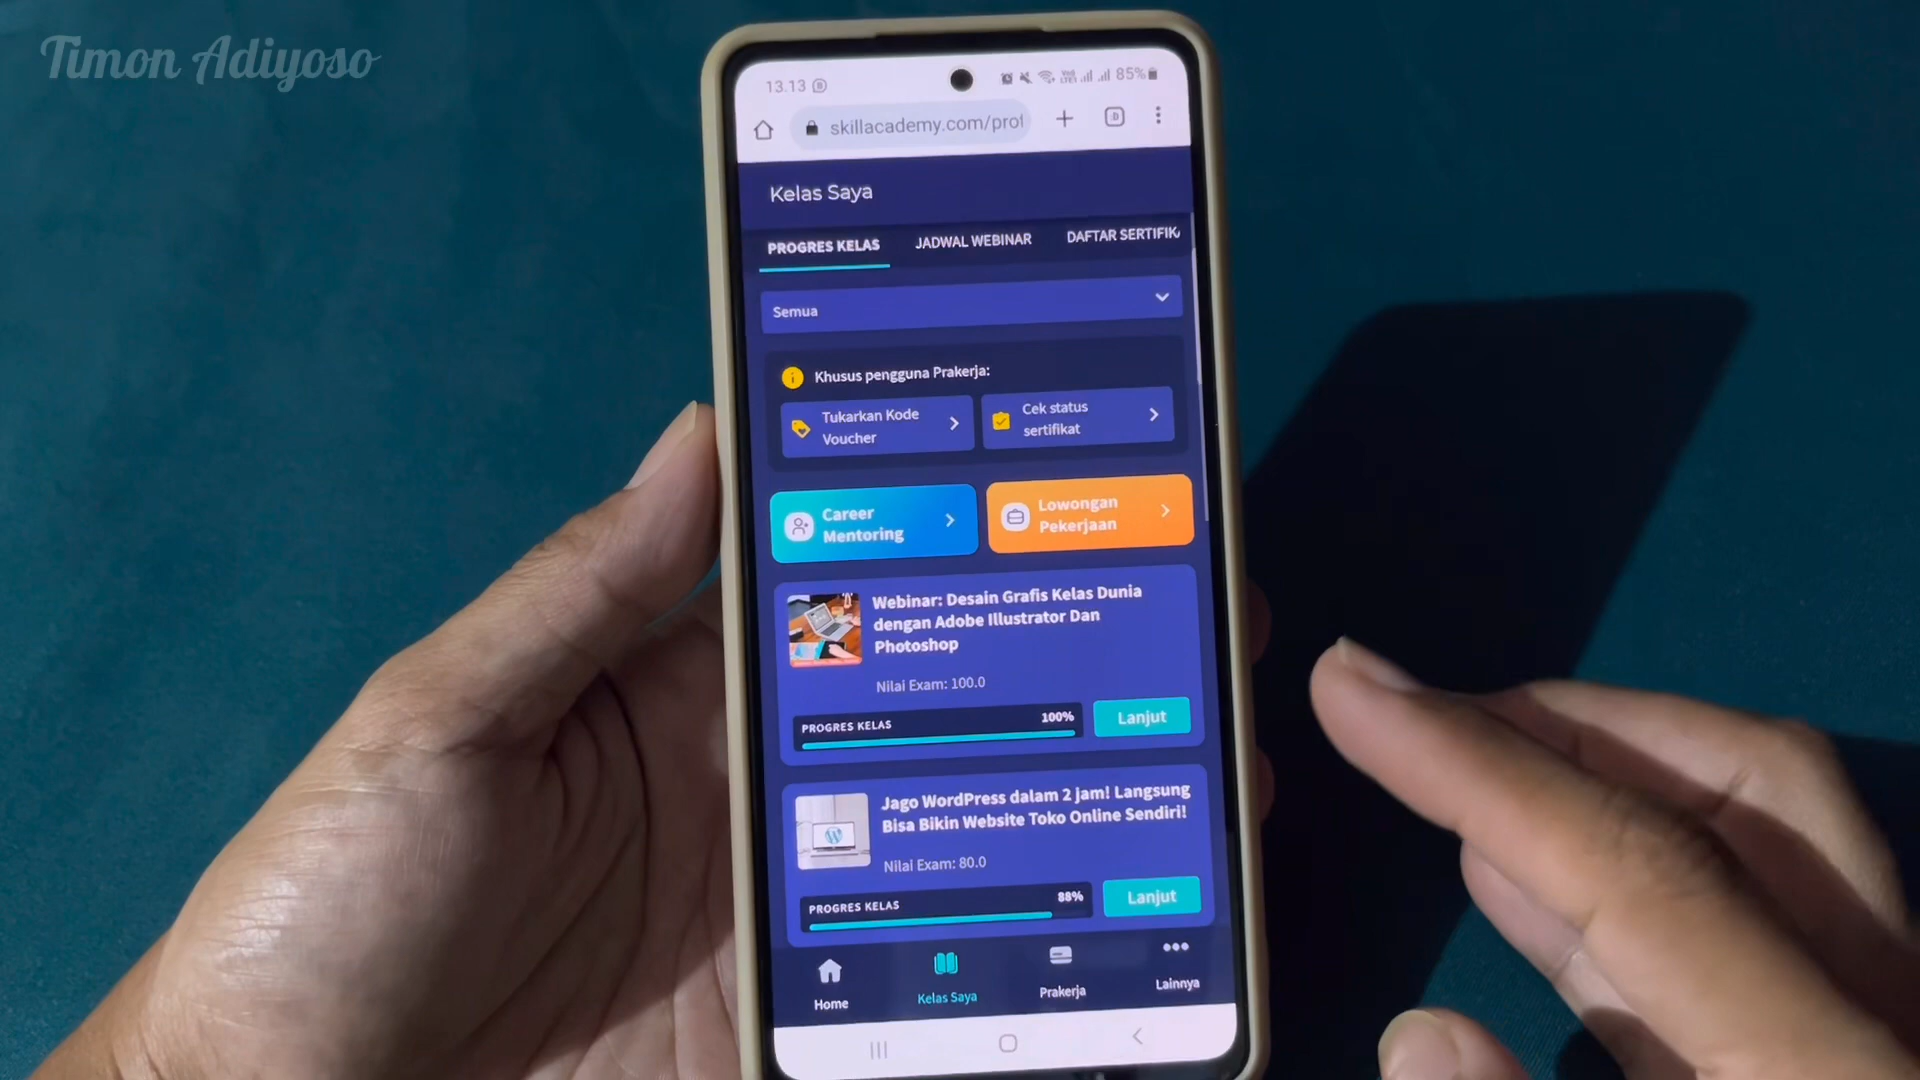 Timon Adiyoso
13.13
85%
skillacademy.com/prof
Kelas Saya
PROGRES KELAS
JADWAL WEBINAR
DAFTAR SERTIFIK
Semua
Khusus pengguna Prakerja:
Tukarkan Kode
Voucher
Cek status
sertifikat
Career
Mentoring
Lowongan
Pekerjaan
Webinar: Desain Grafis Kelas Dunia
dengan Adobe Illustrator Dan
Photoshop
Nilai Exam: 100.0
PROGRES KELAS
100%
Lanjut
Jago WordPress dalam 2 jam! Langsung
Bisa Bikin Website Toko Online Sendiri!
Nilai Exam: 80.0
PROGRES KELAS
88%
Lanjut
Home
Kelas Saya
Prakerja
Lainnya